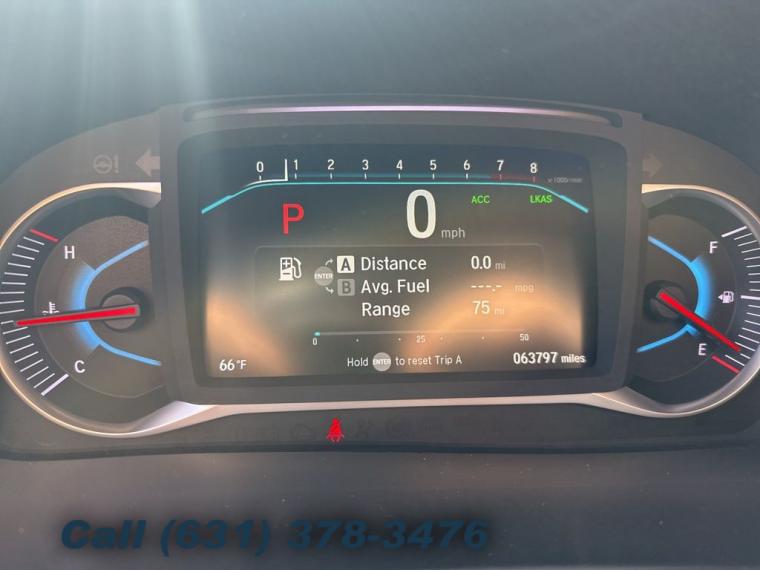 0 1 2 3 4 5 6 7 8
x1000r/min
P 0 mph ACC LKAS
H
F
ENTER A Distance 0.0 mi
B Avg. Fuel ---.- mpg
Range 75 mi
0 25 50
C
E
66°F Hold ENTER to reset Trip A 063797 miles
Call (631) 378-3476